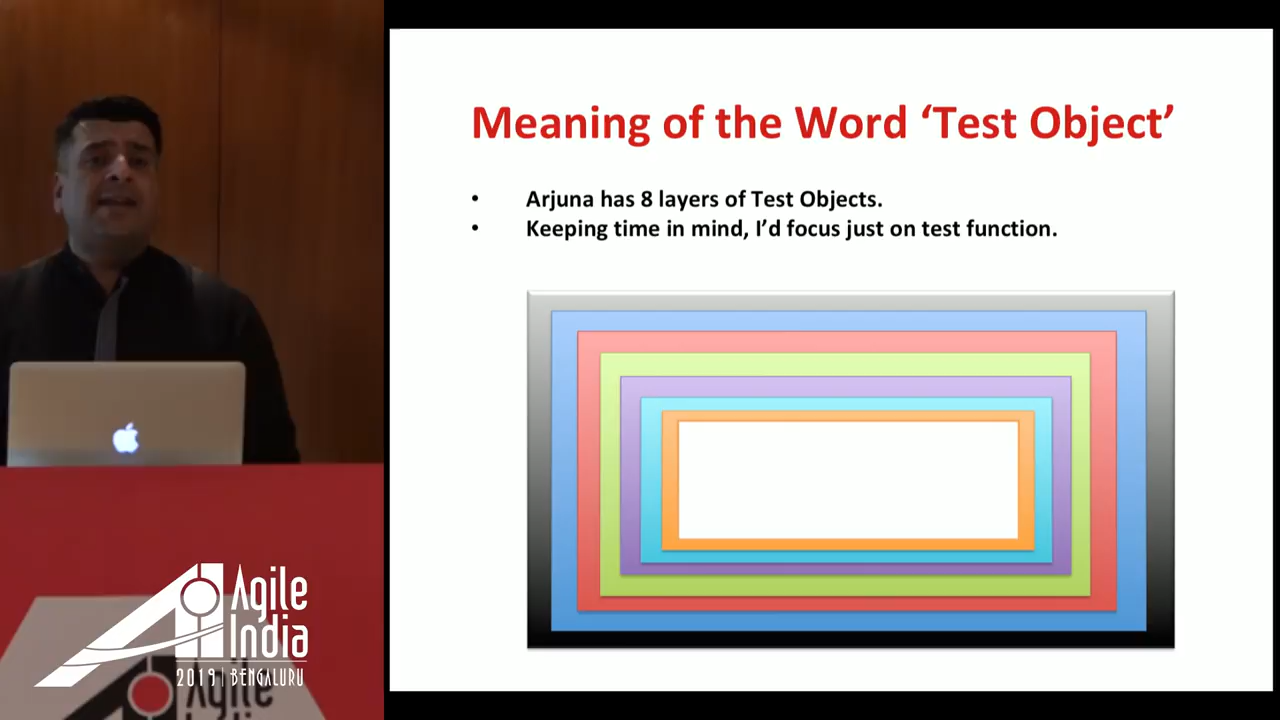 Meaning of the Word ‘Test Object’
• Arjuna has 8 layers of Test Objects.
• Keeping time in mind, I’d focus just on test function.
Agile
India
2019 | BENGALURU
Agile